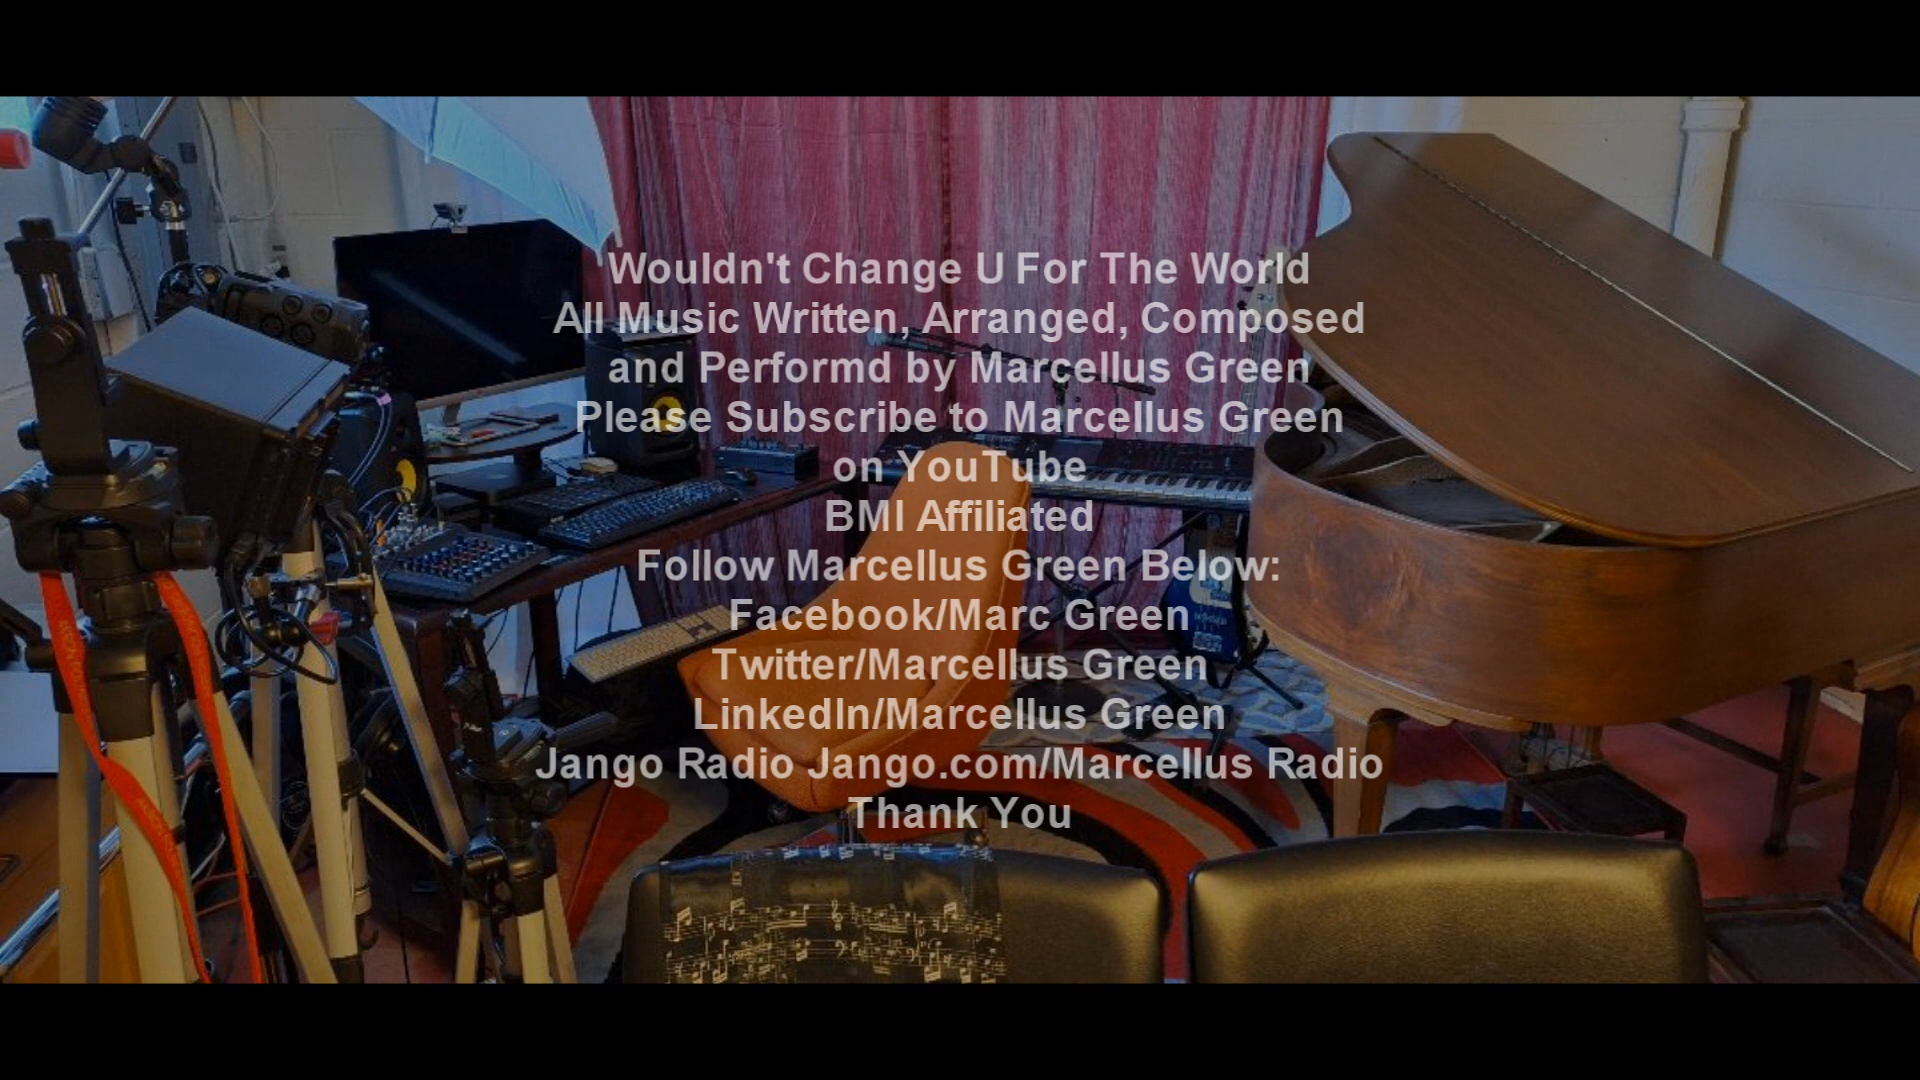 Wouldn't Change U For The World
All Music Written, Arranged, Composed
and Performd by Marcellus Green
Please Subscribe to Marcellus Green
on YouTube
BMI Affiliated
Follow Marcellus Green Below:
Facebook/Marc Green
Twitter/Marcellus Green
LinkedIn/Marcellus Green
Jango Radio Jango.com/Marcellus Radio
Thank You